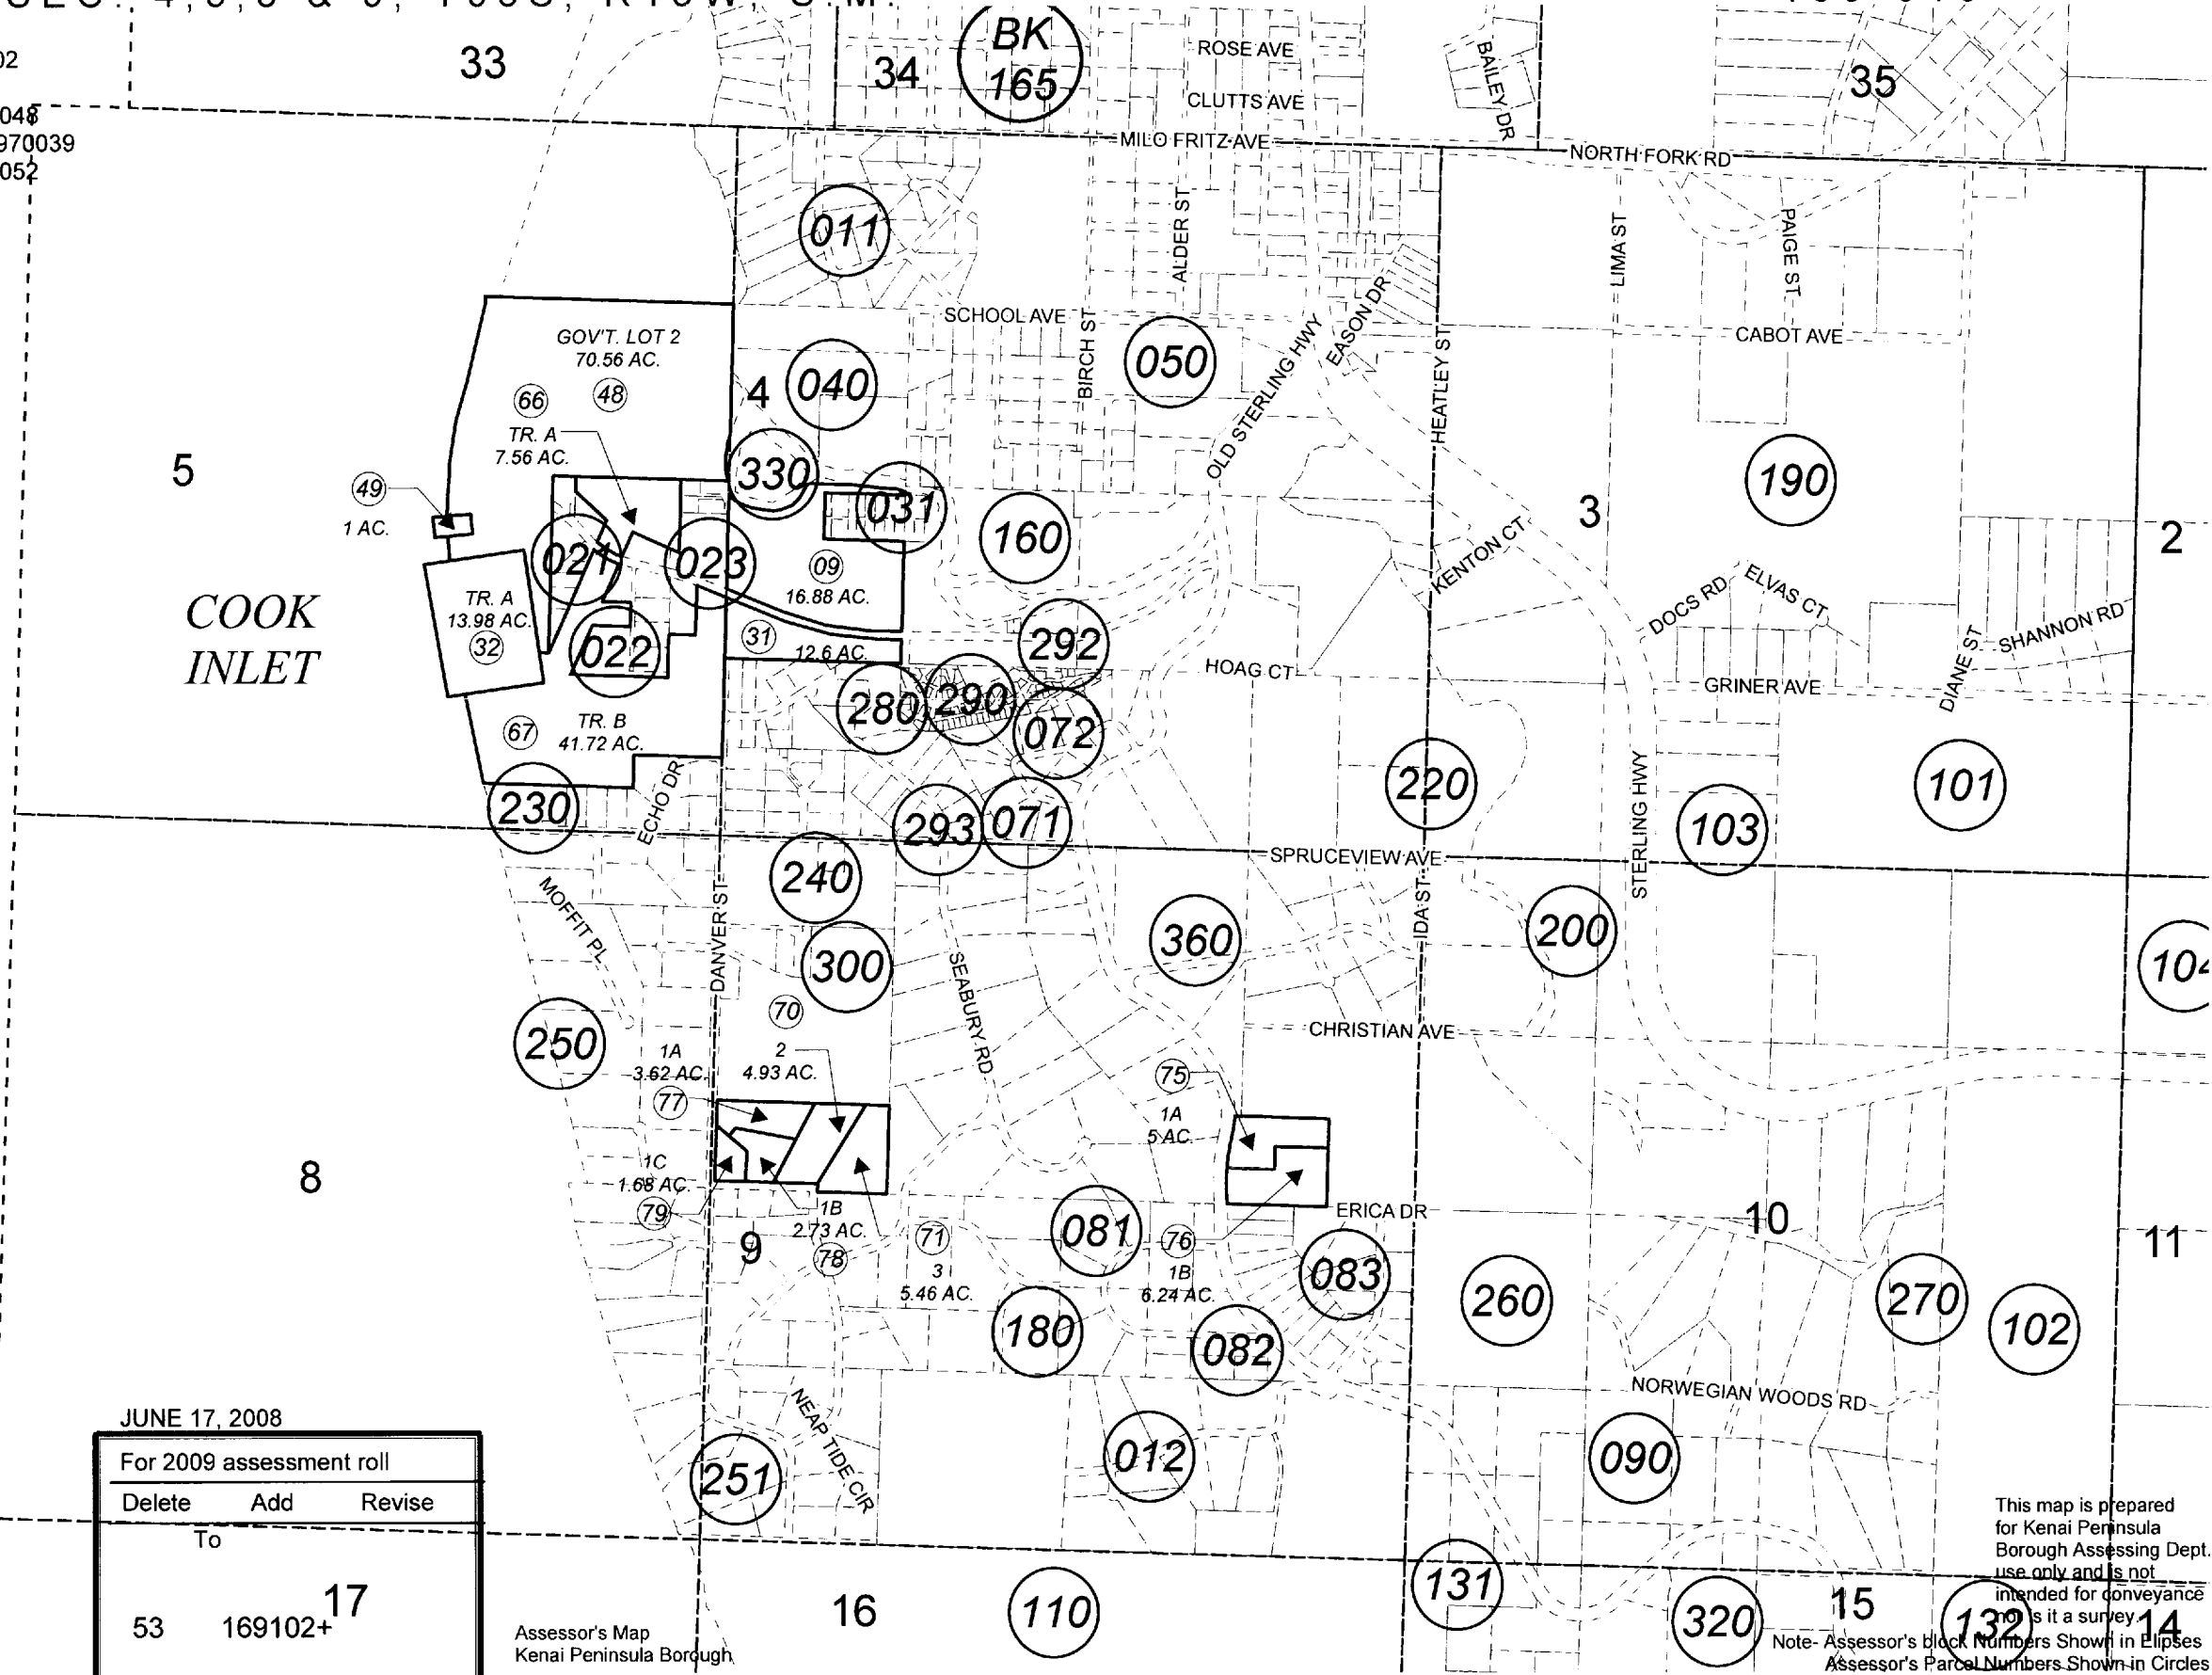 33
34
BK
165
ROSE AVE
BAILEY DR
35
02
CLUTTS AVE
048
970039
052
MILO FRITZ AVE
NORTH FORK RD
011
ALDER ST
LIMA ST
PAIGE ST
SCHOOL AVE
BIRCH ST
EASON DR
GOV'T. LOT 2
70.56 AC.
66
48
4
040
050
OLD STERLING HWY
HEATLEY ST
CABOT AVE
TR. A
7.56 AC.
5
49
1 AC.
330
031
160
190
3
2
021
023
09
16.88 AC.
KENTON CT
DOCS RD
ELVAS CT
COOK
INLET
TR. A
13.98 AC.
32
022
31
12.6 AC.
292
HOAG CT
DIANE ST
SHANNON RD
280
290
072
GRINER AVE
67
TR. B
41.72 AC.
230
ECHO DR
293
071
220
STERLING HWY
103
101
SPRUCEVIEW AVE
240
MOFFIT PL
DANVER ST
300
SEABURY RD
360
IDA ST
200
104
250
70
CHRISTIAN AVE
1A
3.62 AC.
77
2
4.93 AC.
75
1A
5 AC.
8
1C
1.68 AC.
79
1B
2.73 AC.
78
9
71
3
5.46 AC.
081
76
1B
6.24 AC.
ERICA DR
083
10
11
180
082
260
270
102
NORWEGIAN WOODS RD
NEAP TIDE CIR
251
012
090
JUNE 17, 2008
For 2009 assessment roll
Delete Add Revise
To
53 169102+
17
16
110
131
320
15
132
14
Assessor's Map
Kenai Peninsula Borough
This map is prepared
for Kenai Peninsula
Borough Assessing Dept.
use only and is not
intended for conveyance
nor is it a survey.
Note- Assessor's block Numbers Shown in Elipses
Assessor's Parcel Numbers Shown in Circles